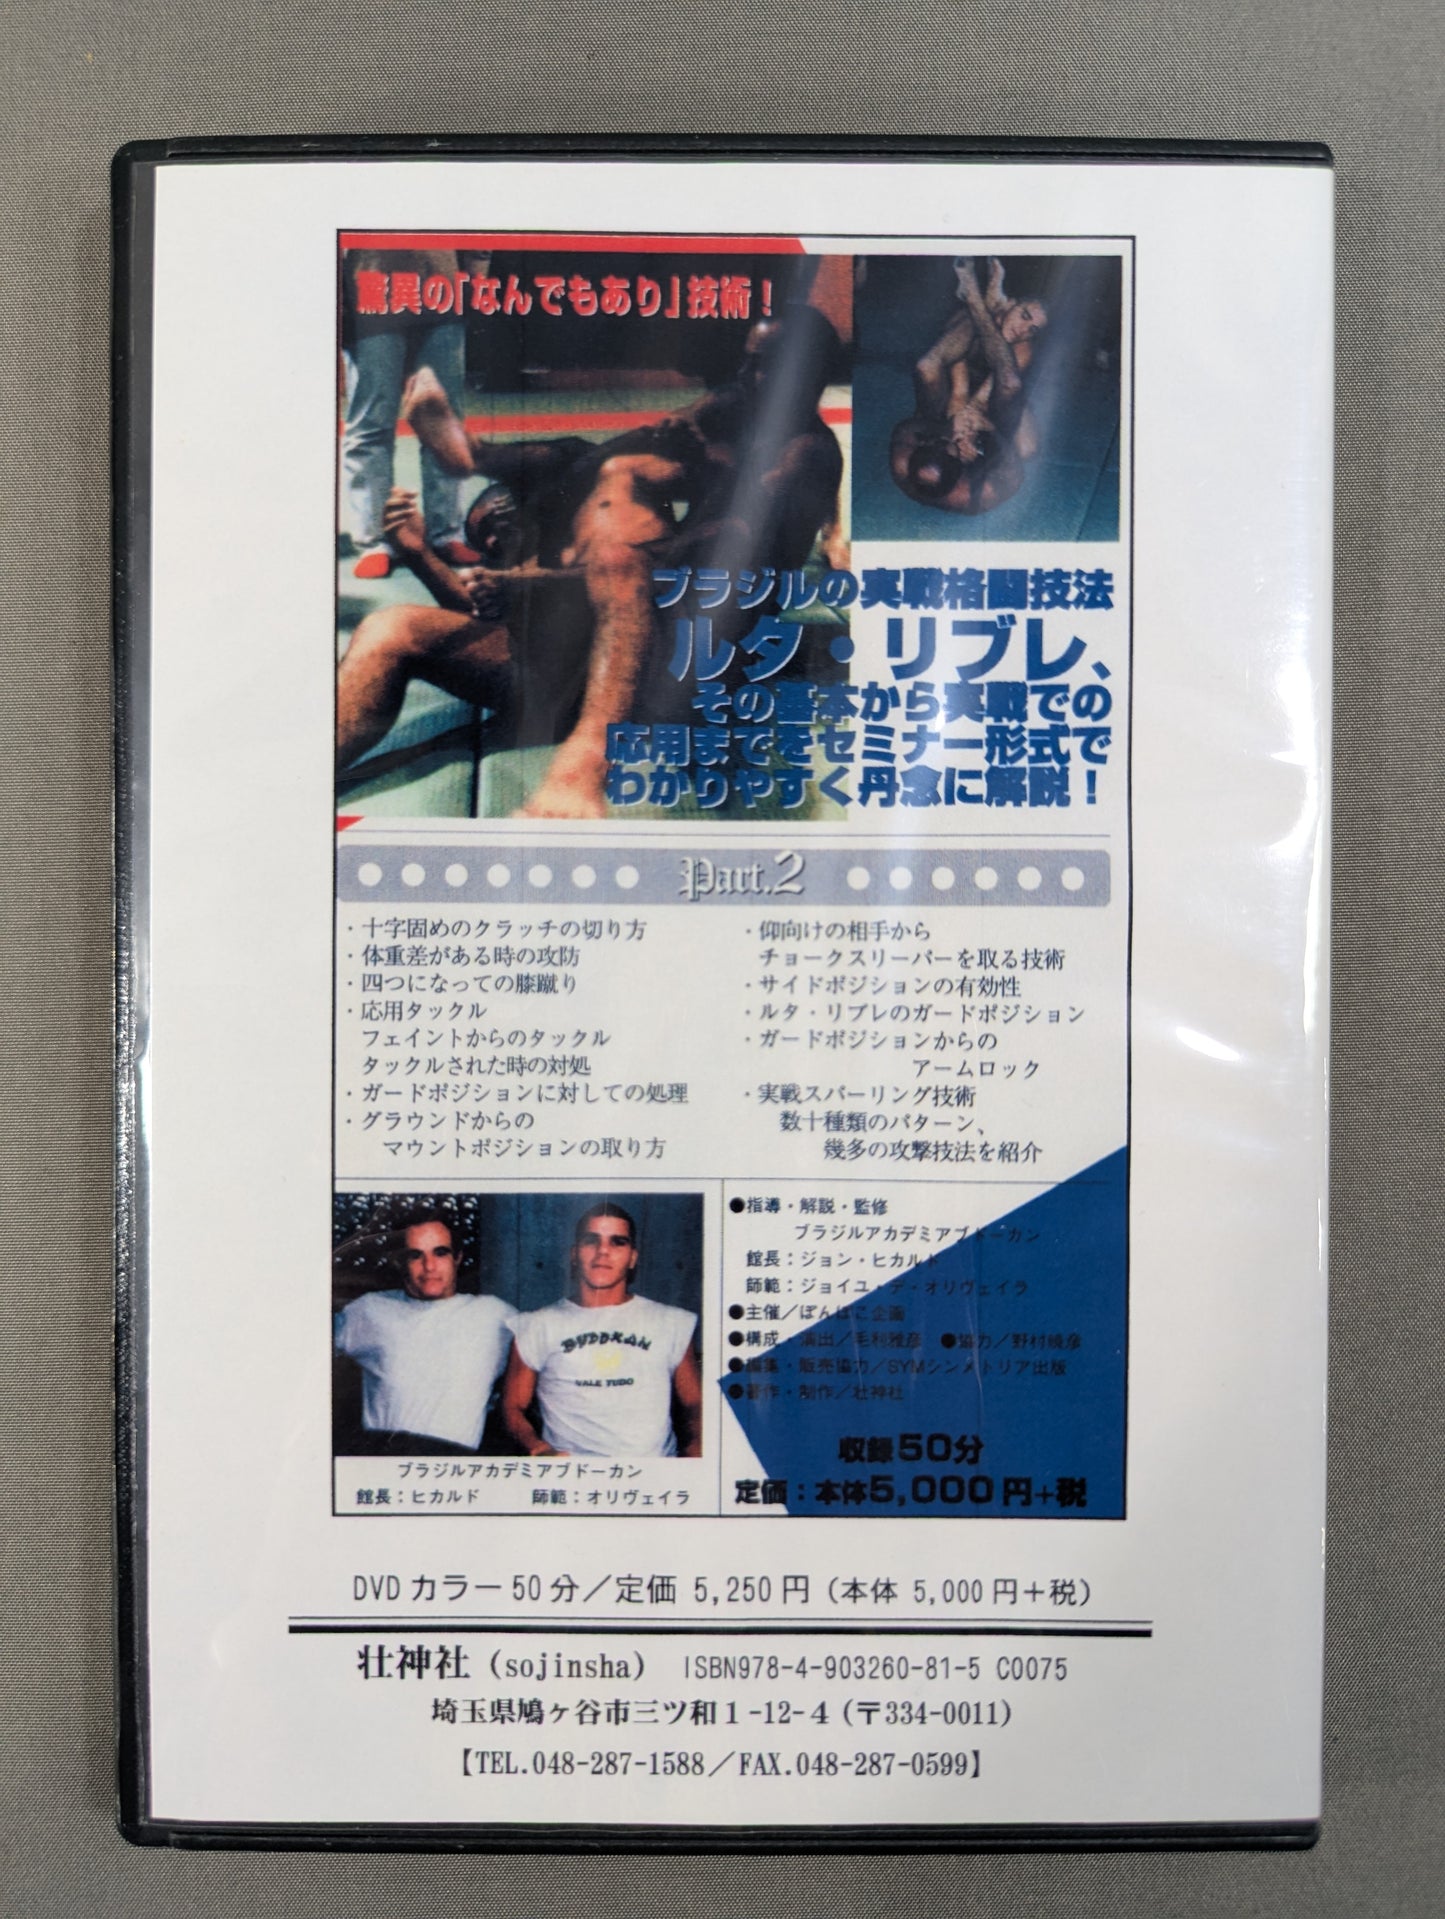 驚異の「なんでもあり」技術！
ブラジルの実戦格闘技法
ルタ・リブレ、
その基本から実戦での
応用までをセミナー形式で
わかりやすく丹念に解説！
Part.2
・十字固めのクラッチの切り方
・体重差がある時の攻防
・四つになっての膝蹴り
・応用タックル
フェイントからのタックル
タックルされた時の対処
・ガードポジションに対しての処理
・グラウンドからの
マウントポジションの取り方
・仰向けの相手から
チョークスリーパーを取る技術
・サイドポジションの有効性
・ルタ・リブレのガードポジション
・ガードポジションからの
アームロック
・実戦スパーリング技術
数十種類のパターン、
幾多の攻撃技法を紹介
BUDOKAN
VALE TUDO
ブラジルアカデミアブドーカン
館長：ヒカルド　師範：オリヴェイラ
●指導・解説・監修
ブラジルアカデミアブドーカン
館長：ジョン・ヒカルド
師範：ジョイユ・デ・オリヴェイラ
●主催／ぽんぽこ企画
●構成・演出／毛利雅彦　●協力／野村暁彦
●編集・販売協力／SYMシンメトリア出版
●著作・制作／壮神社
収録50分
定価：本体5,000円+税
DVD カラー 50 分／定価 5,250 円（本体 5,000 円＋税）
壮神社（sojinsha） ISBN978-4-903260-81-5 C0075
埼玉県鳩ヶ谷市三ツ和１-12-４（〒334-0011）
【TEL.048-287-1588／FAX.048-287-0599】